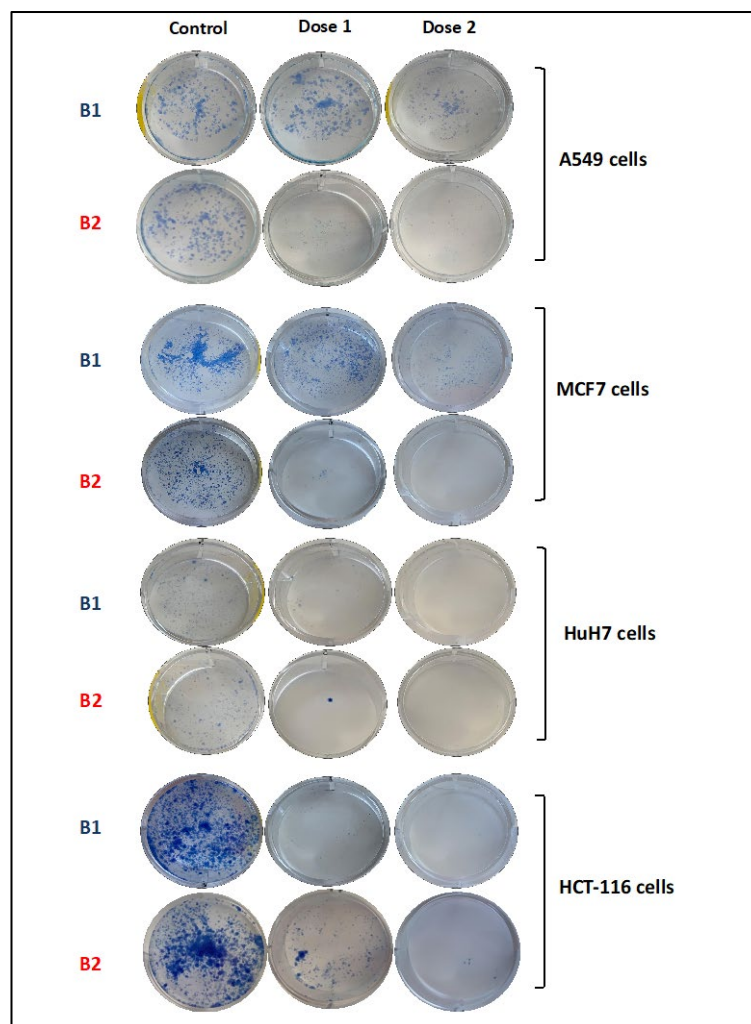 Control Dose 1 Dose 2
B1
A549 cells
B2
B1
MCF7 cells
B2
B1
HuH7 cells
B2
B1
HCT-116 cells
B2